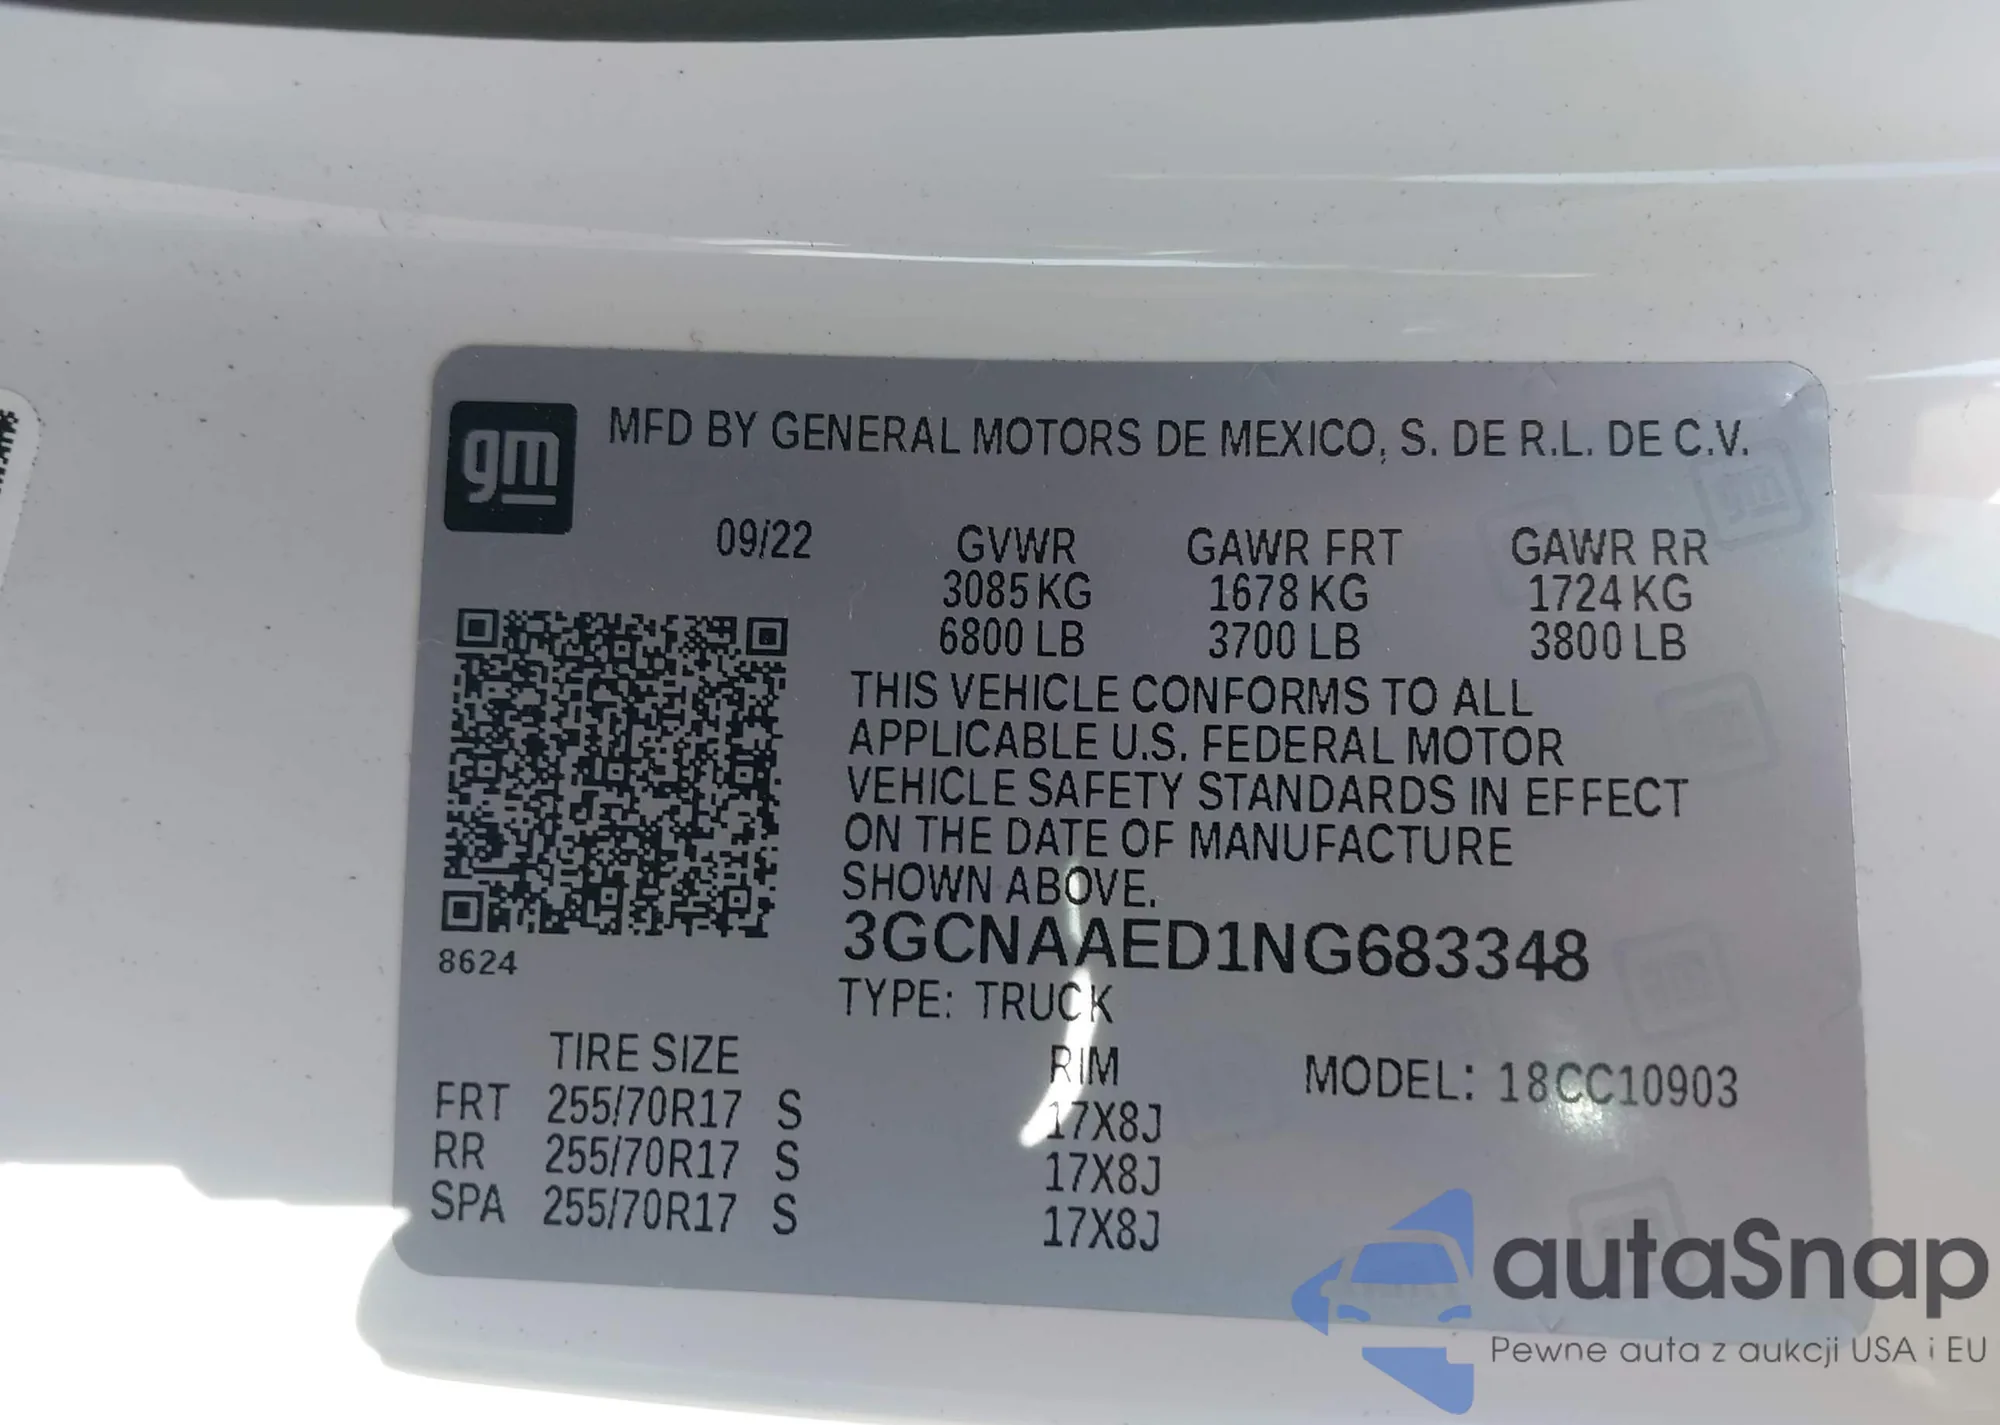 gm
MFD BY GENERAL MOTORS DE MEXICO, S. DE R.L. DE C.V.
09/22 GVWR GAWR FRT GAWR RR
3085 KG 1678 KG 1724 KG
6800 LB 3700 LB 3800 LB
THIS VEHICLE CONFORMS TO ALL
APPLICABLE U.S. FEDERAL MOTOR
VEHICLE SAFETY STANDARDS IN EFFECT
ON THE DATE OF MANUFACTURE
SHOWN ABOVE.
3GCNAAED1NG683348
8624
TYPE: TRUCK
TIRE SIZE RIM MODEL: 18CC10903
FRT 255/70R17 S 17X8J
RR 255/70R17 S 17X8J
SPA 255/70R17 S 17X8J
autaSnap
Pewne auta z aukcji USA i EU